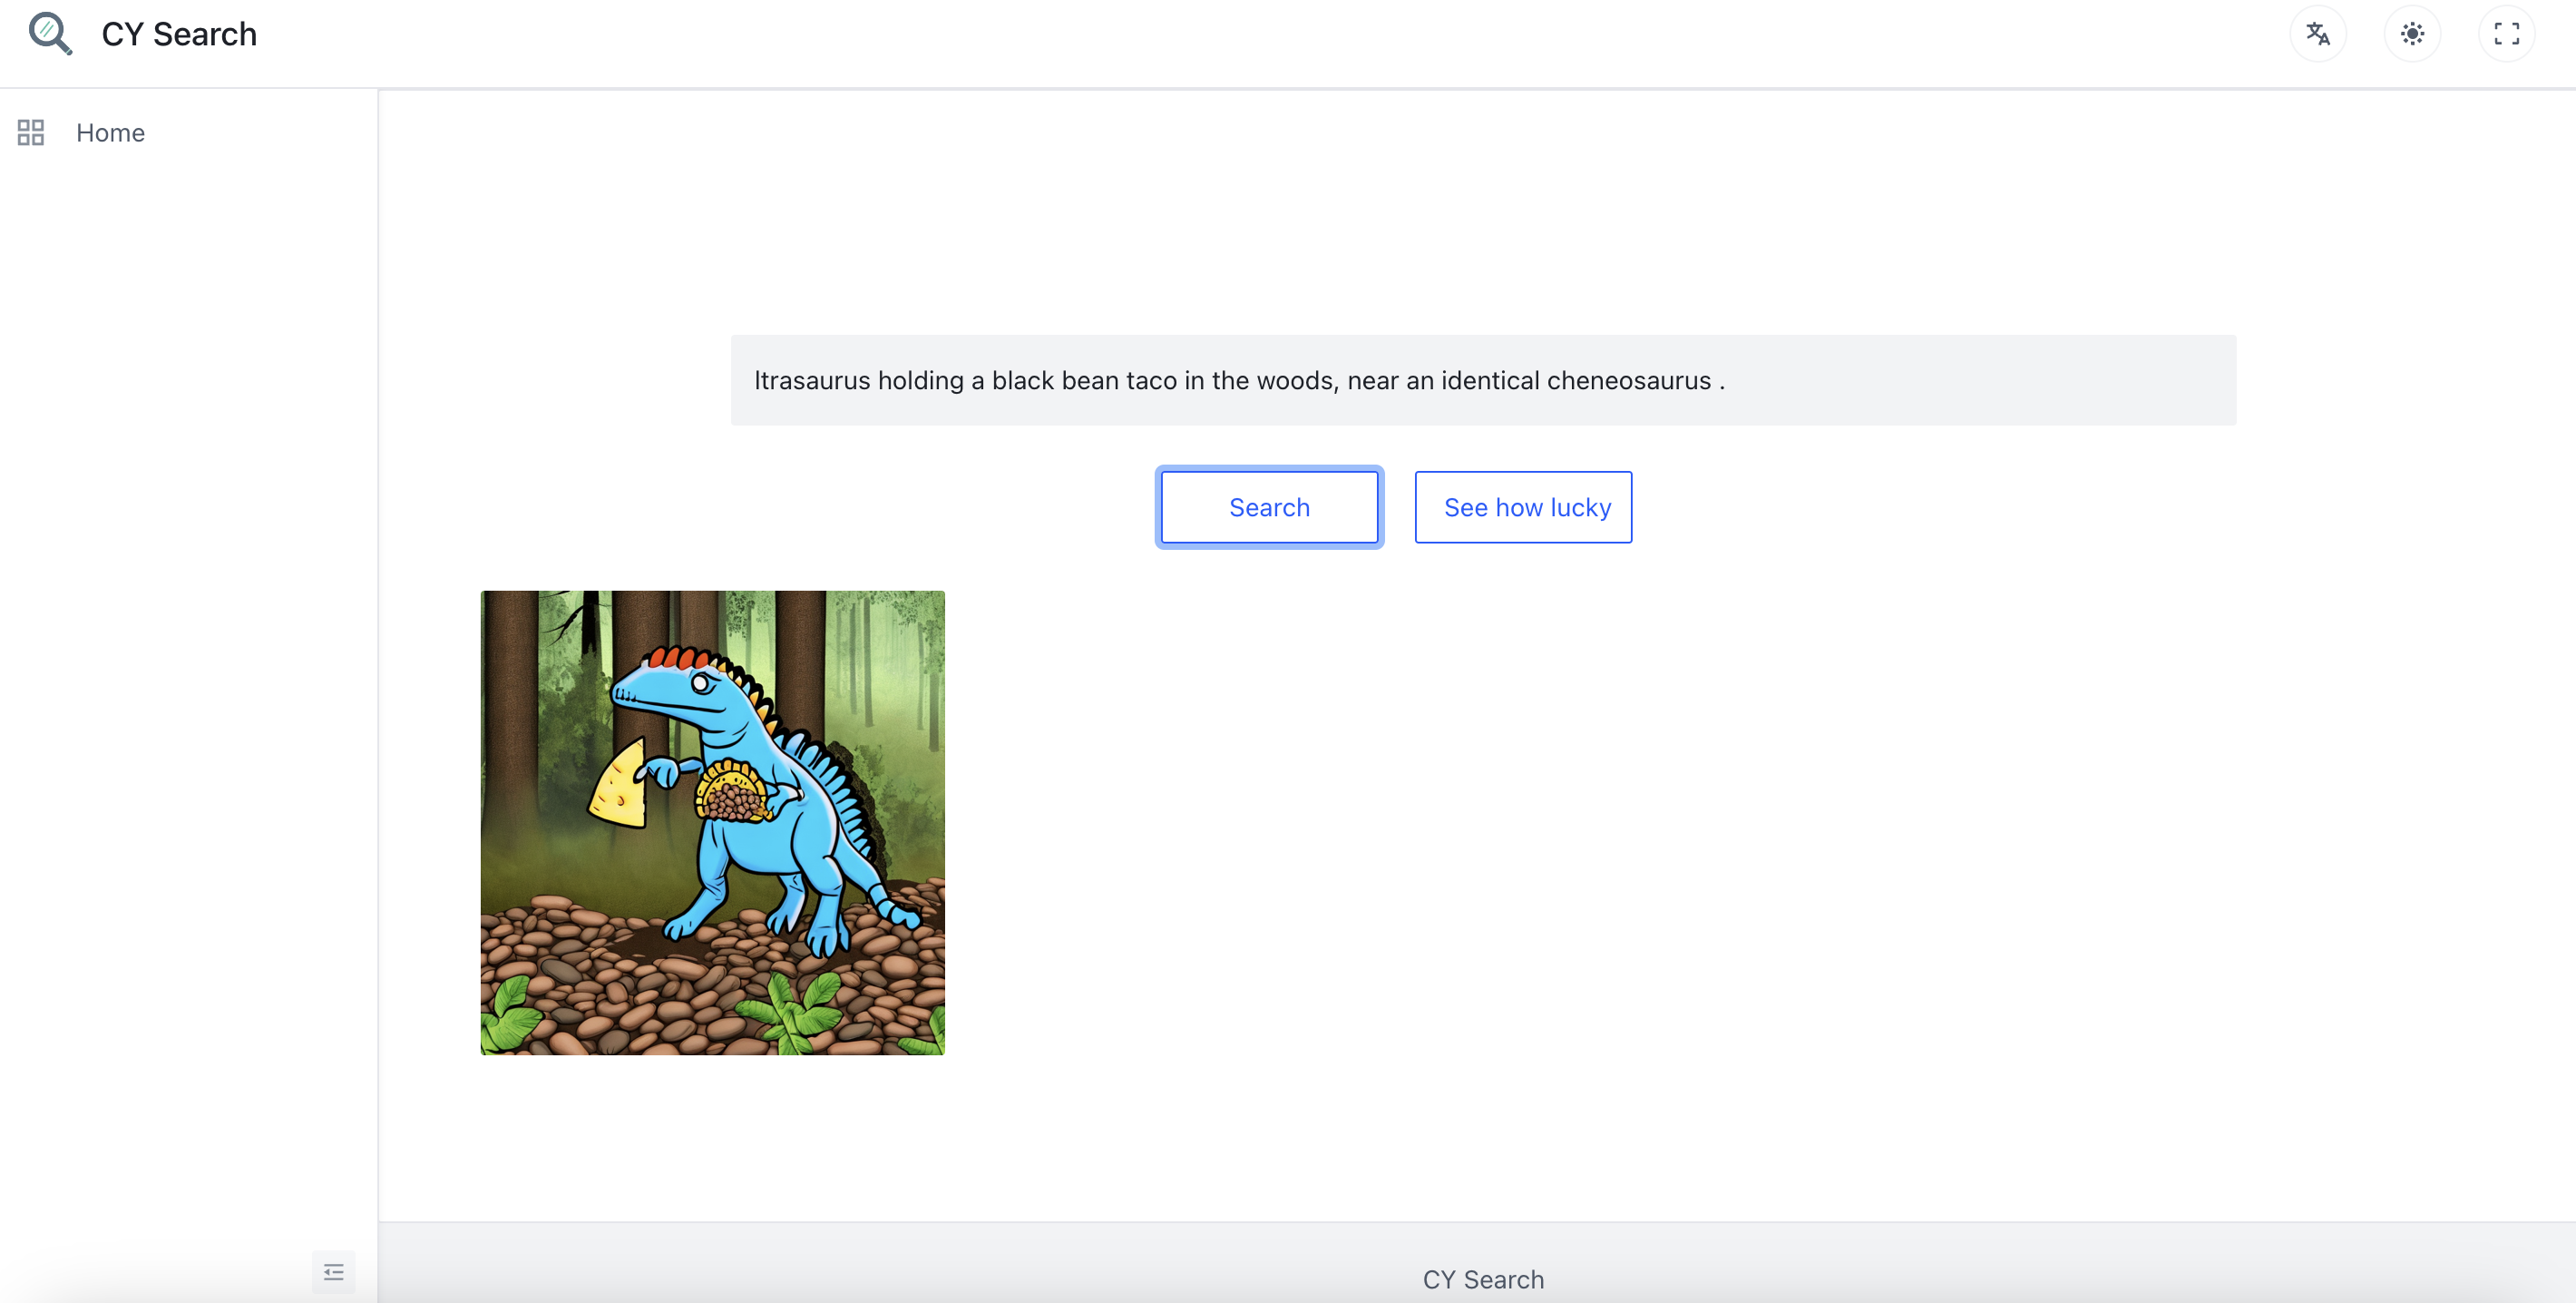 CY Search
Home
ltrasaurus holding a black bean taco in the woods, near an identical cheneosaurus .
Search
See how lucky
CY Search